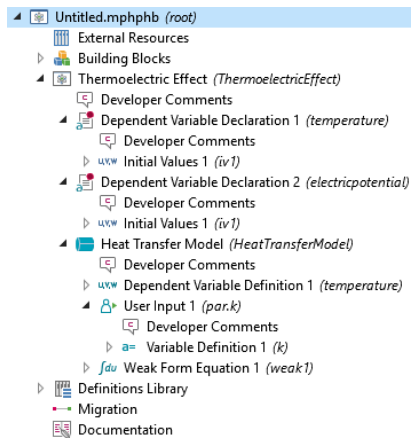 Untitled.mphphb (root)
External Resources
Building Blocks
Thermoelectric Effect (ThermoelectricEffect)
Developer Comments
Dependent Variable Declaration 1 (temperature)
Developer Comments
Initial Values 1 (iv1)
Dependent Variable Declaration 2 (electricpotential)
Developer Comments
Initial Values 1 (iv1)
Heat Transfer Model (HeatTransferModel)
Developer Comments
Dependent Variable Definition 1 (temperature)
User Input 1 (par.k)
Developer Comments
Variable Definition 1 (k)
Weak Form Equation 1 (weak1)
Definitions Library
Migration
Documentation